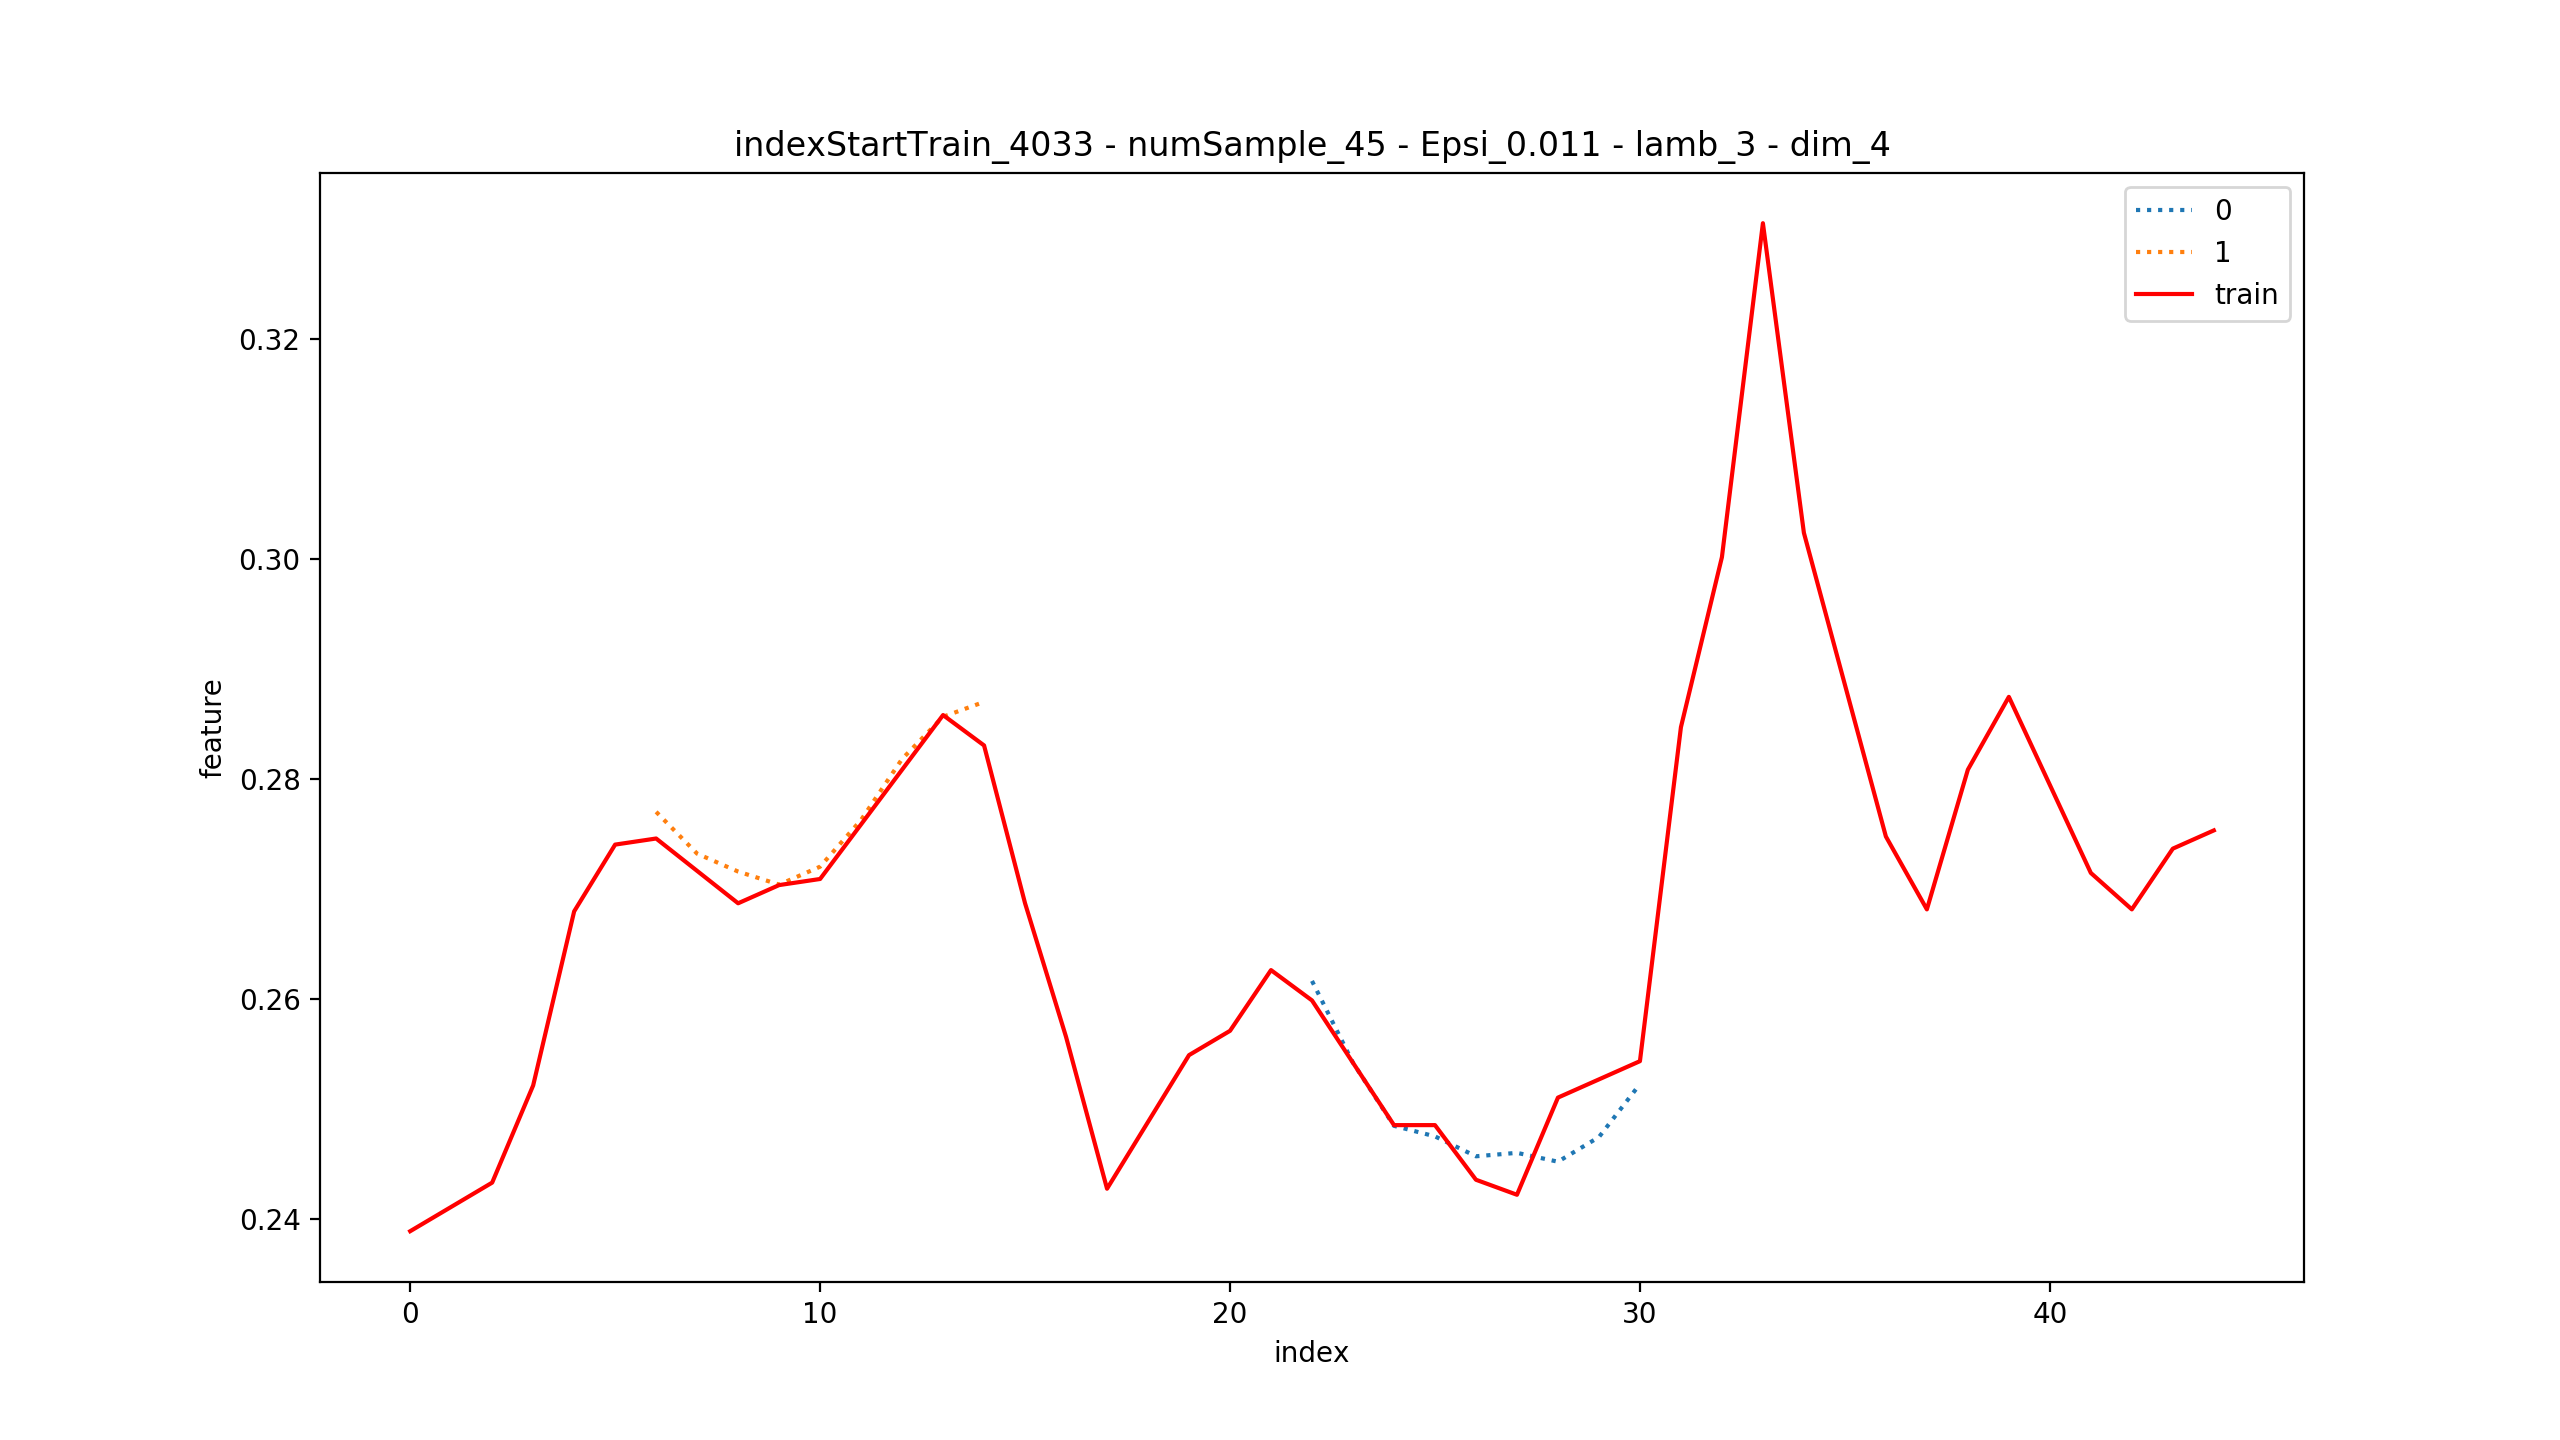 indexStartTrain_4033 - numSample_45 - Epsi_0.011 - lamb_3 - dim_4
0
1
train
0.32
0.30
0.28
0.26
0.24
feature
0 10 20 30 40
index